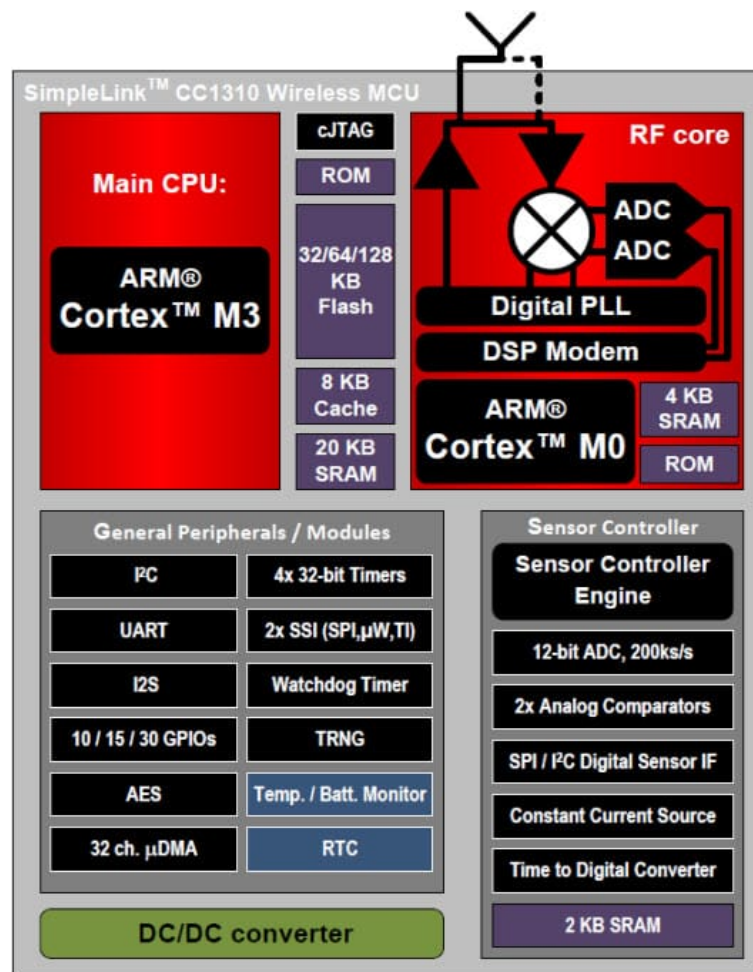 SimpleLink™ CC1310 Wireless MCU
Main CPU:
ARM®
Cortex™ M3
cJTAG
ROM
32/64/128
KB
Flash
8 KB
Cache
20 KB
SRAM
RF core
ADC
ADC
Digital PLL
DSP Modem
ARM®
Cortex™ M0
4 KB
SRAM
ROM
General Peripherals / Modules
I²C
4x 32-bit Timers
UART
2x SSI (SPI,µW,TI)
I2S
Watchdog Timer
10 / 15 / 30 GPIOs
TRNG
AES
Temp. / Batt. Monitor
32 ch. µDMA
RTC
Sensor Controller
Sensor Controller
Engine
12-bit ADC, 200ks/s
2x Analog Comparators
SPI / I²C Digital Sensor IF
Constant Current Source
Time to Digital Converter
2 KB SRAM
DC/DC converter